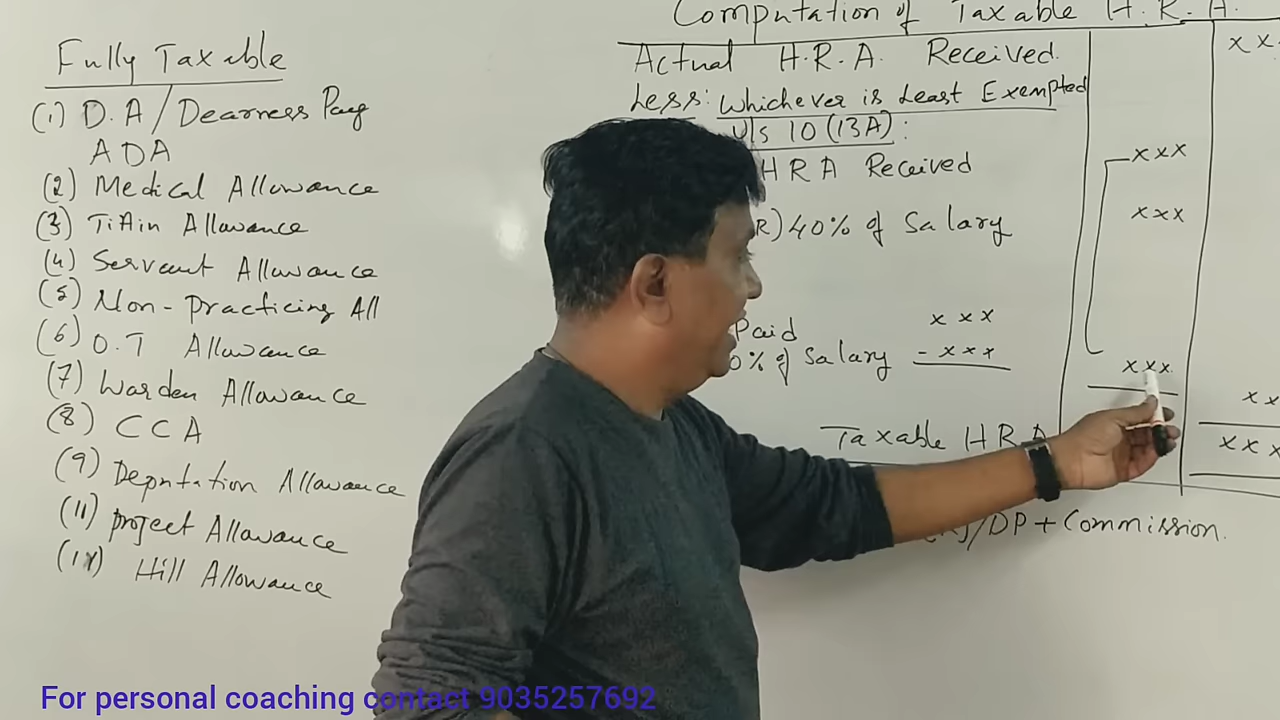 Fully Taxable
(1) D.A/Dearness Pay
ADA
(2) Medical Allowance
(3) Tiffin Allowance
(4) Servant Allowance
(5) Non-Practicing All
(6) O.T Allowance
(7) Warden Allowance
(8) CCA
(9) Deputation Allowance
(11) Project Allowance
Hill Allowance
Computation of Taxable H.R.A.
Actual H.R.A. Received. xx
Less: Whichever is Least Exempted
U/s 10 (13A):
HRA Received xxx
R) 40% of Salary xxx
Paid xxx
0% of Salary - xxx xxx xx
Taxable HRA xxx
/DP + Commission.
For personal coaching contact 9035257692